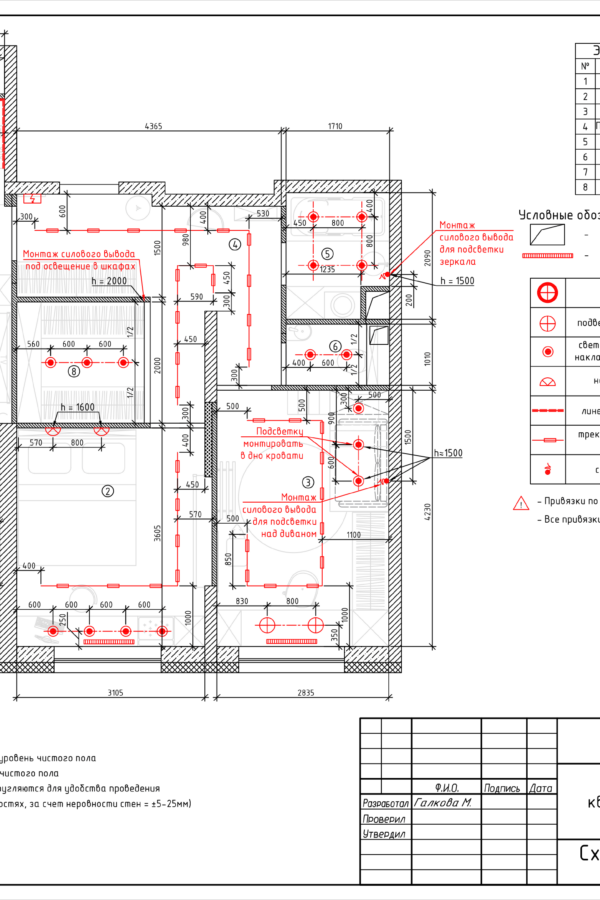 4365
1710
Э
№
1
2
3
4 П
5
6
7
8
Условные обоз
-
-
подве
свет
накла
на
лине
трек
с
- Привязки по
- Все привязки
300
600
1500
980
400
530
④
450
400
800
800
⑤
1235
2090
200
Монтаж
силового вывода
для подсветки
зеркала
h = 1500
Монтаж силового вывода
под освещение в шкафах
h = 2000
590
450
300
450
560
600
600
1/2
1/2
⑧
2000
300
⑥
400
600
1/2
1/2
1010
300
h = 1600
570
800
400
②
450
570
3605
500
500
900
300
500
1500
Подсветку
монтировать
в дно кровати
600
h=1500
③
Монтаж
силового вывода
для подсветки
над диваном
500
850
1100
4230
400
600
600
600
250
1000
830
800
1000
350
3105
2835
уровень чистого пола
чистого пола
угляются для удобства проведения
остях, за счет неровности стен = ±5-25мм)
Ф.И.О.
Подпись
Дата
Разработал
Галкова М.
Проверил
Утвердил
кв
Сх